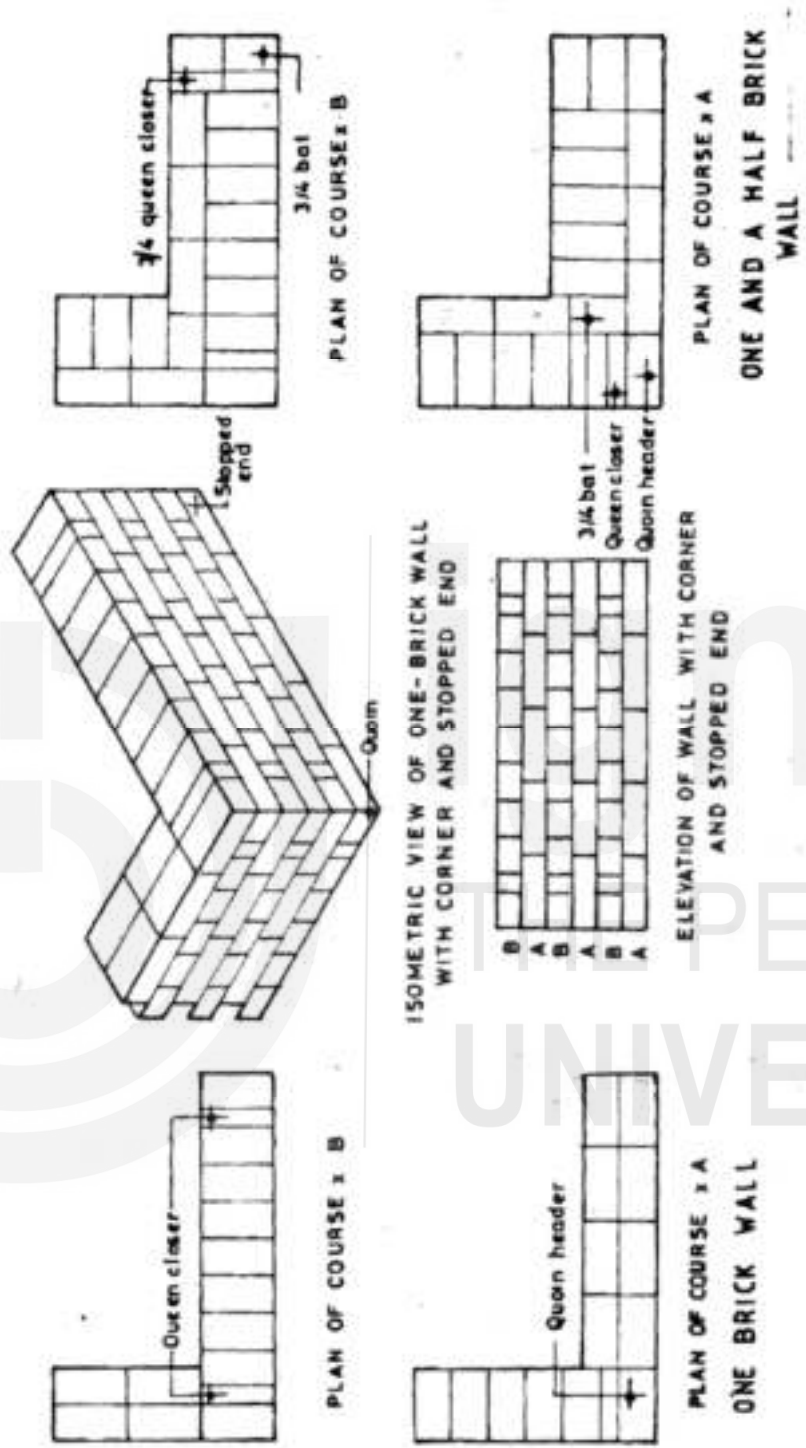 Queen closer
PLAN OF COURSE x B
Stopped end
Quoin
ISOMETRIC VIEW OF ONE-BRICK WALL
WITH CORNER AND STOPPED END
3/4 queen closer
3/4 bat
PLAN OF COURSE x B
Quoin header
PLAN OF COURSE x A
ONE BRICK WALL
B
A
B
A
B
A
ELEVATION OF WALL WITH CORNER
AND STOPPED END
3/4 bat
Queen closer
Quoin header
PLAN OF COURSE x A
ONE AND A HALF BRICK
WALL
THE PE
UNIVE